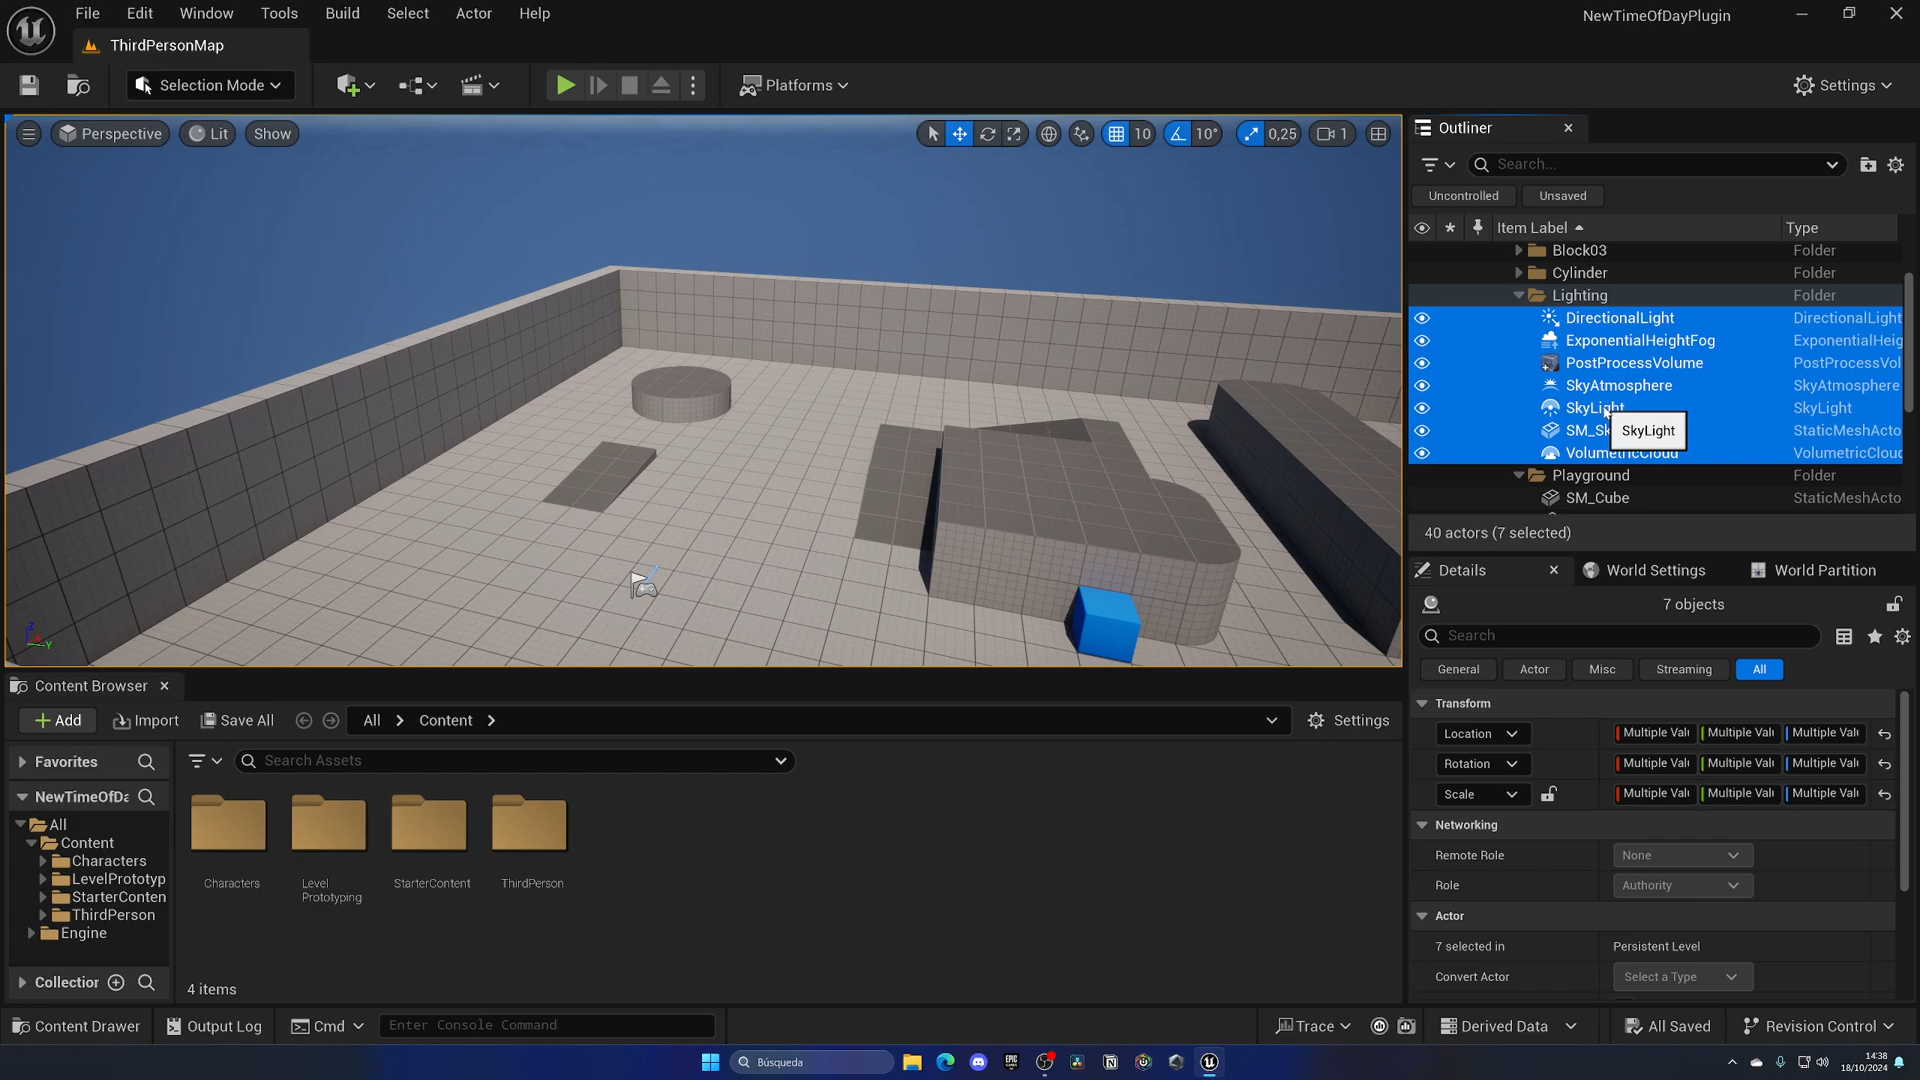 File Edit Window Tools Build Select Actor Help
NewTimeOfDayPlugin
ThirdPersonMap
Selection Mode
Platforms
Settings
Perspective Lit Show
10 10° 0,25 1
Outliner
Search...
Uncontrolled Unsaved
Item Label Type
Block03 Folder
Cylinder Folder
Lighting Folder
DirectionalLight DirectionalLight
ExponentialHeightFog ExponentialHeig
PostProcessVolume PostProcessVol
SkyAtmosphere SkyAtmosphere
SkyLight SkyLight
SM_Sk StaticMeshActo
SkyLight
VolumetricCloud VolumetricCloud
Playground Folder
SM_Cube StaticMeshActo
40 actors (7 selected)
Details World Settings World Partition
7 objects
Search
General Actor Misc Streaming All
Transform
Location Multiple Valu Multiple Valu Multiple Valu
Rotation Multiple Valu Multiple Valu Multiple Valu
Scale Multiple Valu Multiple Valu Multiple Valu
Networking
Remote Role None
Role Authority
Actor
7 selected in Persistent Level
Convert Actor Select a Type
Z
Y
Content Browser
Add Import Save All All Content Settings
Favorites
Search Assets
NewTimeOfDa
All
Content
Characters
LevelPrototyp
StarterConten
ThirdPerson
Engine
Collection
Characters
Level
Prototyping
StarterContent
ThirdPerson
4 items
Content Drawer Output Log Cmd Enter Console Command Trace Derived Data All Saved Revision Control
Búsqueda
EPIC
GAMES
14:38
18/10/2024